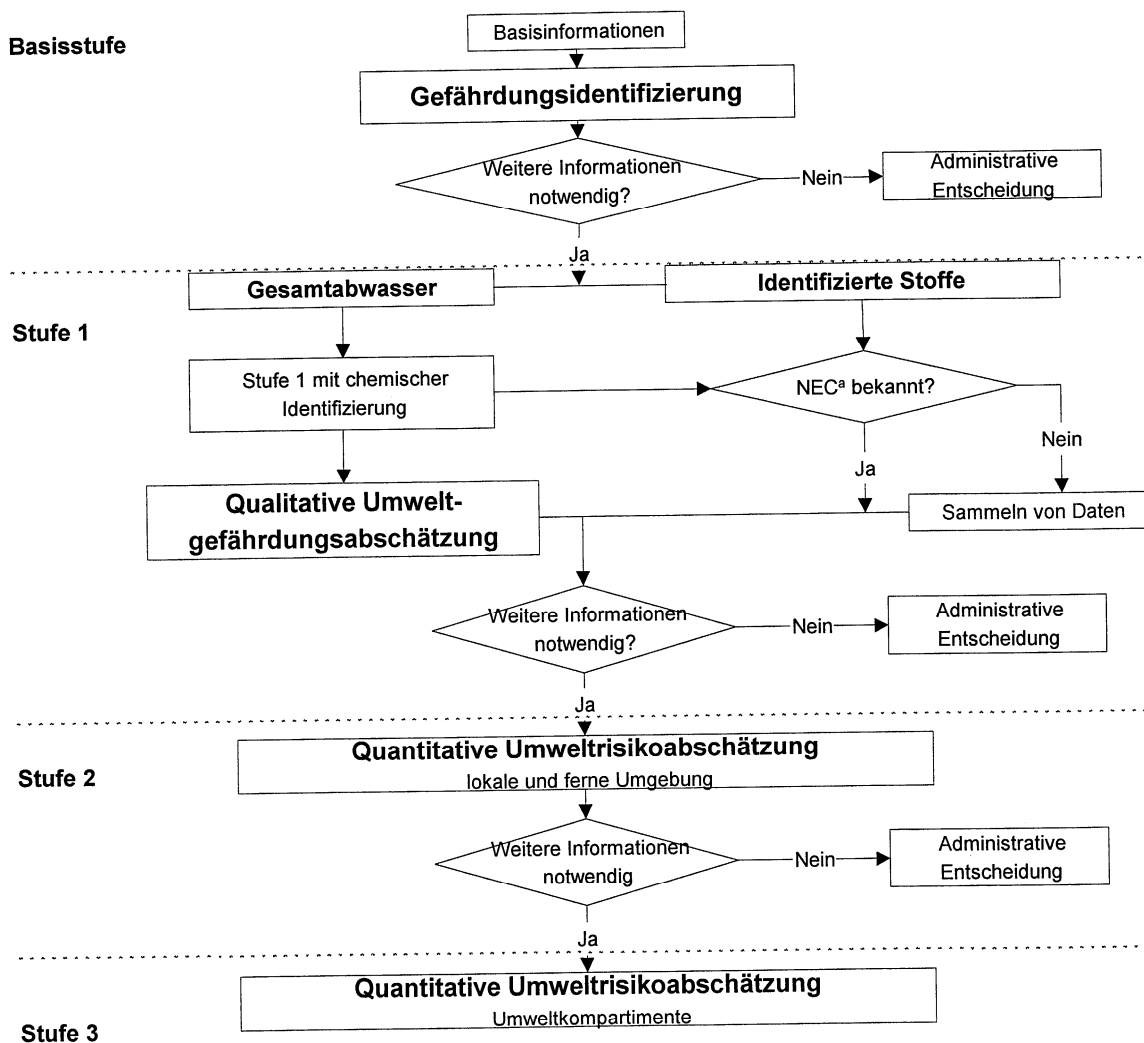 Basisstufe
Basisinformationen
Gefährdungsidentifizierung
Weitere Informationen
notwendig?
Nein
Administrative
Entscheidung
Ja
Stufe 1
Gesamtabwasser
Identifizierte Stoffe
Stufe 1 mit chemischer
Identifizierung
NECª bekannt?
Nein
Ja
Qualitative Umwelt-
gefährdungsabschätzung
Sammeln von Daten
Weitere Informationen
notwendig?
Nein
Administrative
Entscheidung
Ja
Stufe 2
Quantitative Umweltrisikoabschätzung
lokale und ferne Umgebung
Weitere Informationen
notwendig
Nein
Administrative
Entscheidung
Ja
Stufe 3
Quantitative Umweltrisikoabschätzung
Umweltkompartimente